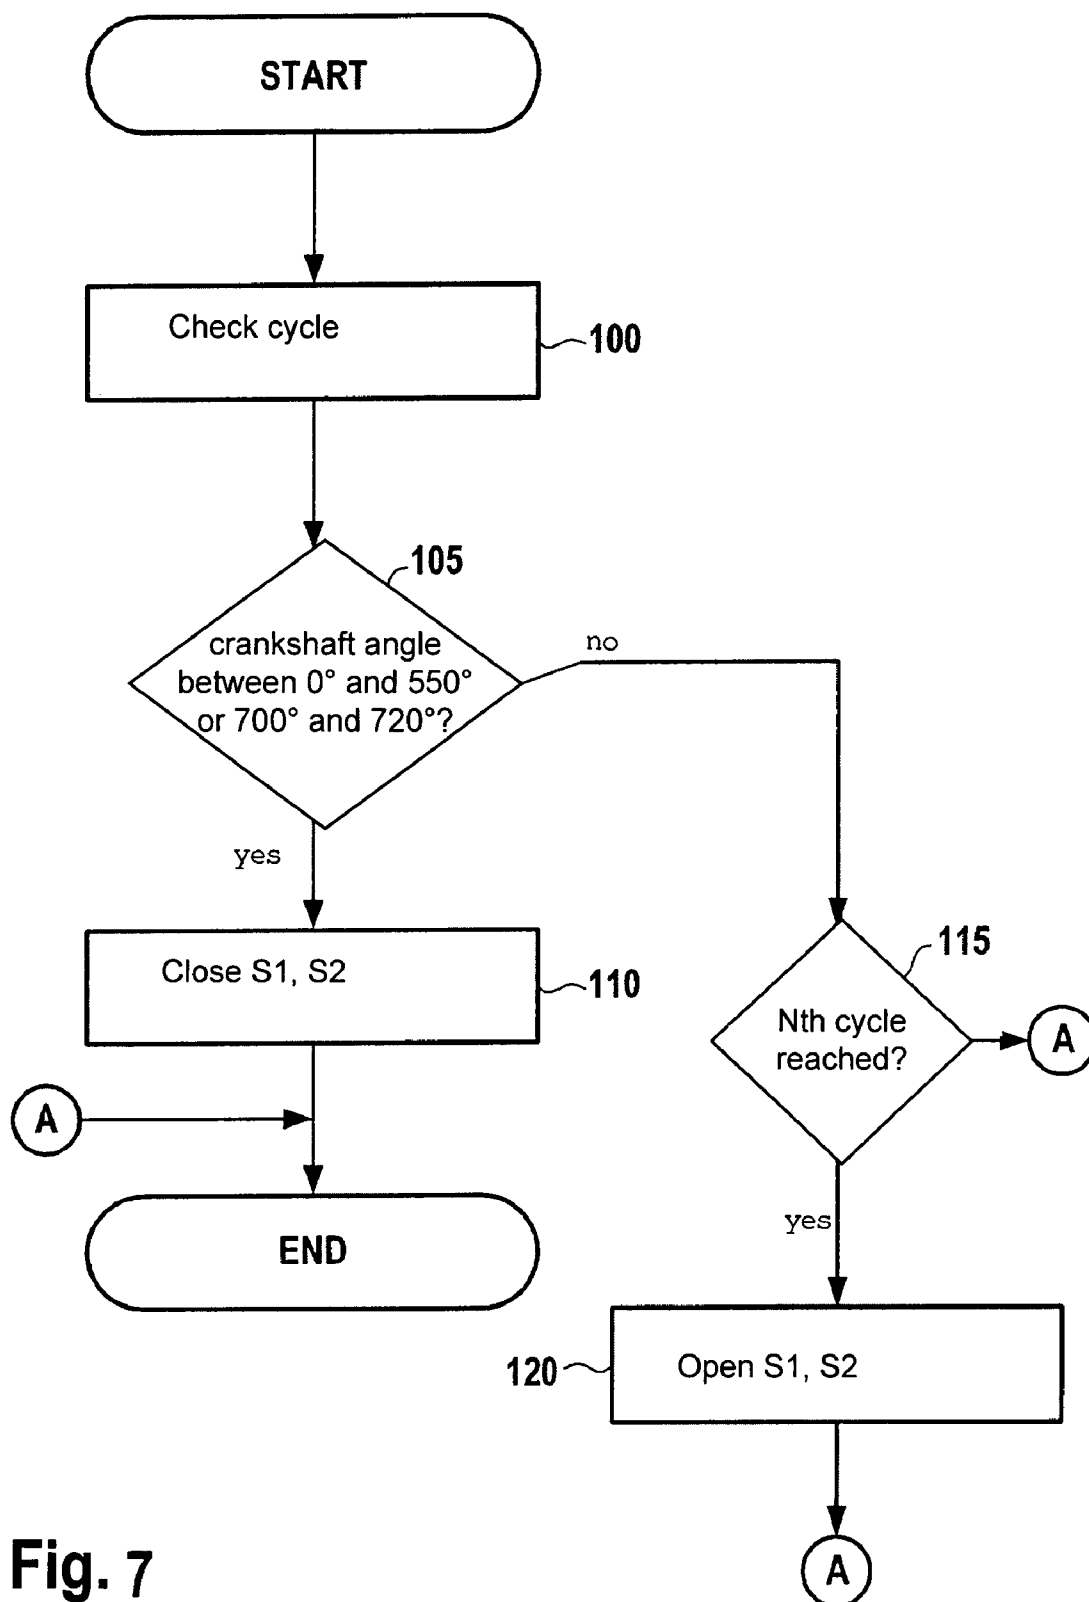 START
Check cycle
100
105
crankshaft angle
between 0° and 550°
or 700° and 720°?
no
yes
Close S1, S2
110
115
Nth cycle
reached?
A
A
END
yes
120
Open S1, S2
A
Fig. 7